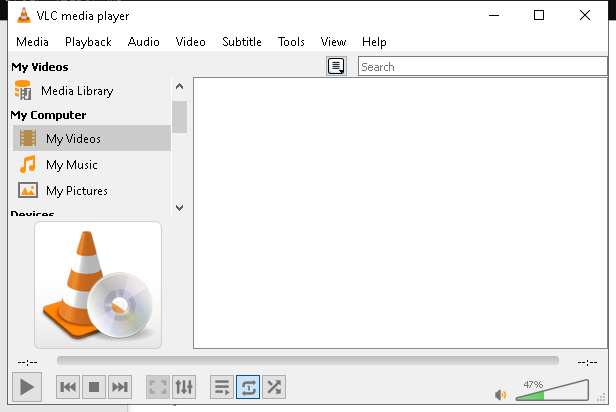 VLC media player
Media Playback Audio Video Subtitle Tools View Help
My Videos
Search
Media Library
My Computer
My Videos
My Music
My Pictures
Devices
--:-- --:--
47%